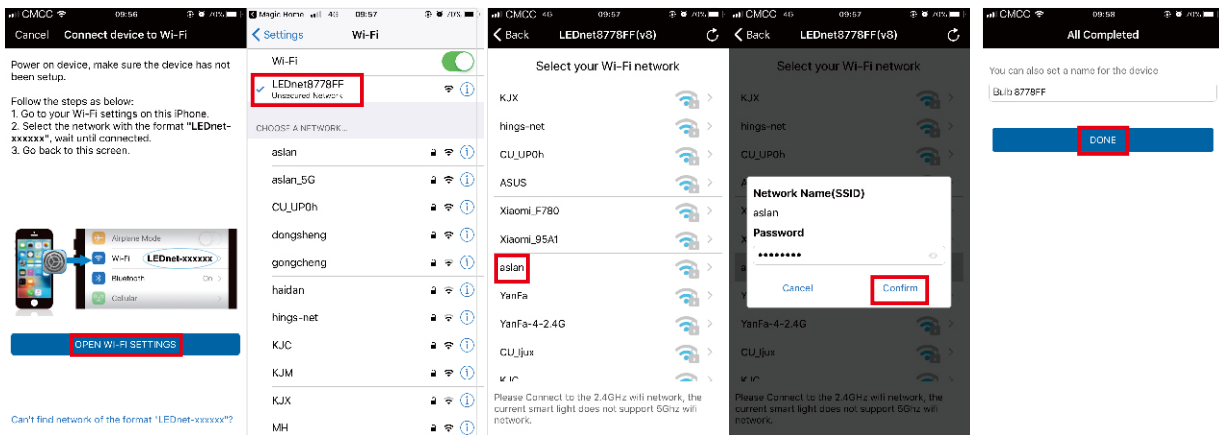 CMCC 09:56 70%
Cancel Connect device to Wi-Fi
Power on device, make sure the device has not
been setup.
Follow the steps as below:
1. Go to your Wi-Fi settings on this iPhone.
2. Select the network with the format "LEDnet-
xxxxxx", wait until connected.
3. Go back to this screen.
Airplane Mode
Wi-Fi LEDnet-xxxxxx
Bluetooth On
Cellular
OPEN WI-FI SETTINGS
Can't find network of the format "LEDnet-xxxxxx"?
Magic Home 4G 09:57 70%
Settings Wi-Fi
Wi-Fi
LEDnet8778FF
Unsecured Network
CHOOSE A NETWORK...
aslan
aslan_5G
CU_UP0h
dongsheng
gongcheng
haidan
hings-net
KJC
KJM
KJX
MH
CMCC 4G 09:57 70%
Back LEDnet8778FF(v8)
Select your Wi-Fi network
KJX
hings-net
CU_UP0h
ASUS
Xiaomi_F780
Xiaomi_95A1
aslan
YanFa
YanFa-4-2.4G
CU_ljux
KJC
Please Connect to the 2.4GHz wifi network, the
current smart light does not support 5Ghz wifi
network.
CMCC 4G 09:57 70%
Back LEDnet8778FF(v8)
Select your Wi-Fi network
KJX
hings-net
CU_UP0h
Network Name(SSID)
aslan
Password
••••••••
Cancel Confirm
YanFa-4-2.4G
CU_ljux
KJC
Please Connect to the 2.4GHz wifi network, the
current smart light does not support 5Ghz wifi
network.
CMCC 09:58 70%
All Completed
You can also set a name for the device
Bulb 8778FF
DONE